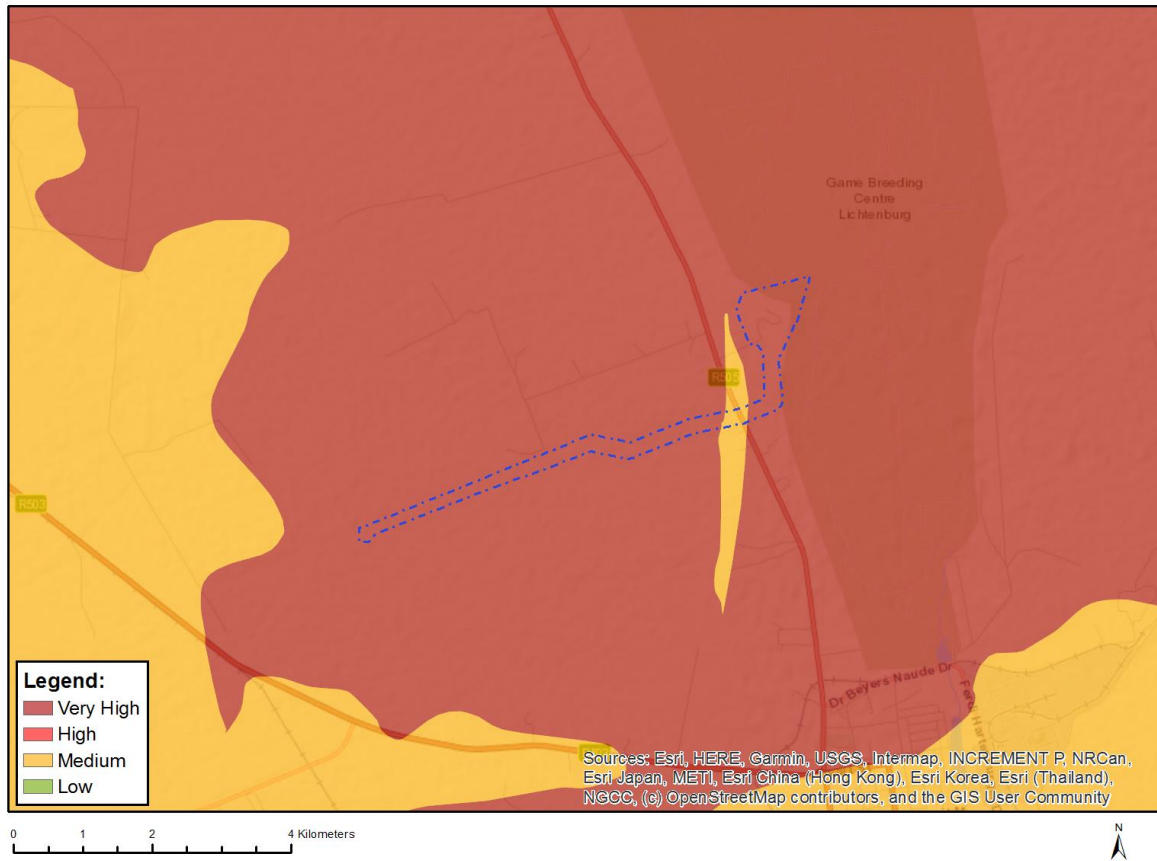 Game Breeding
Centre
Lichtenburg
R505
R503
Dr Beyers Naude Dr
Legend:
Very High
High
Medium
Low
Sources: Esri, HERE, Garmin, USGS, Intermap, INCREMENT P, NRCan,
Esri Japan, METI, Esri China (Hong Kong), Esri Korea, Esri (Thailand),
NGCC, (c) OpenStreetMap contributors, and the GIS User Community
0 1 2 4 Kilometers
N